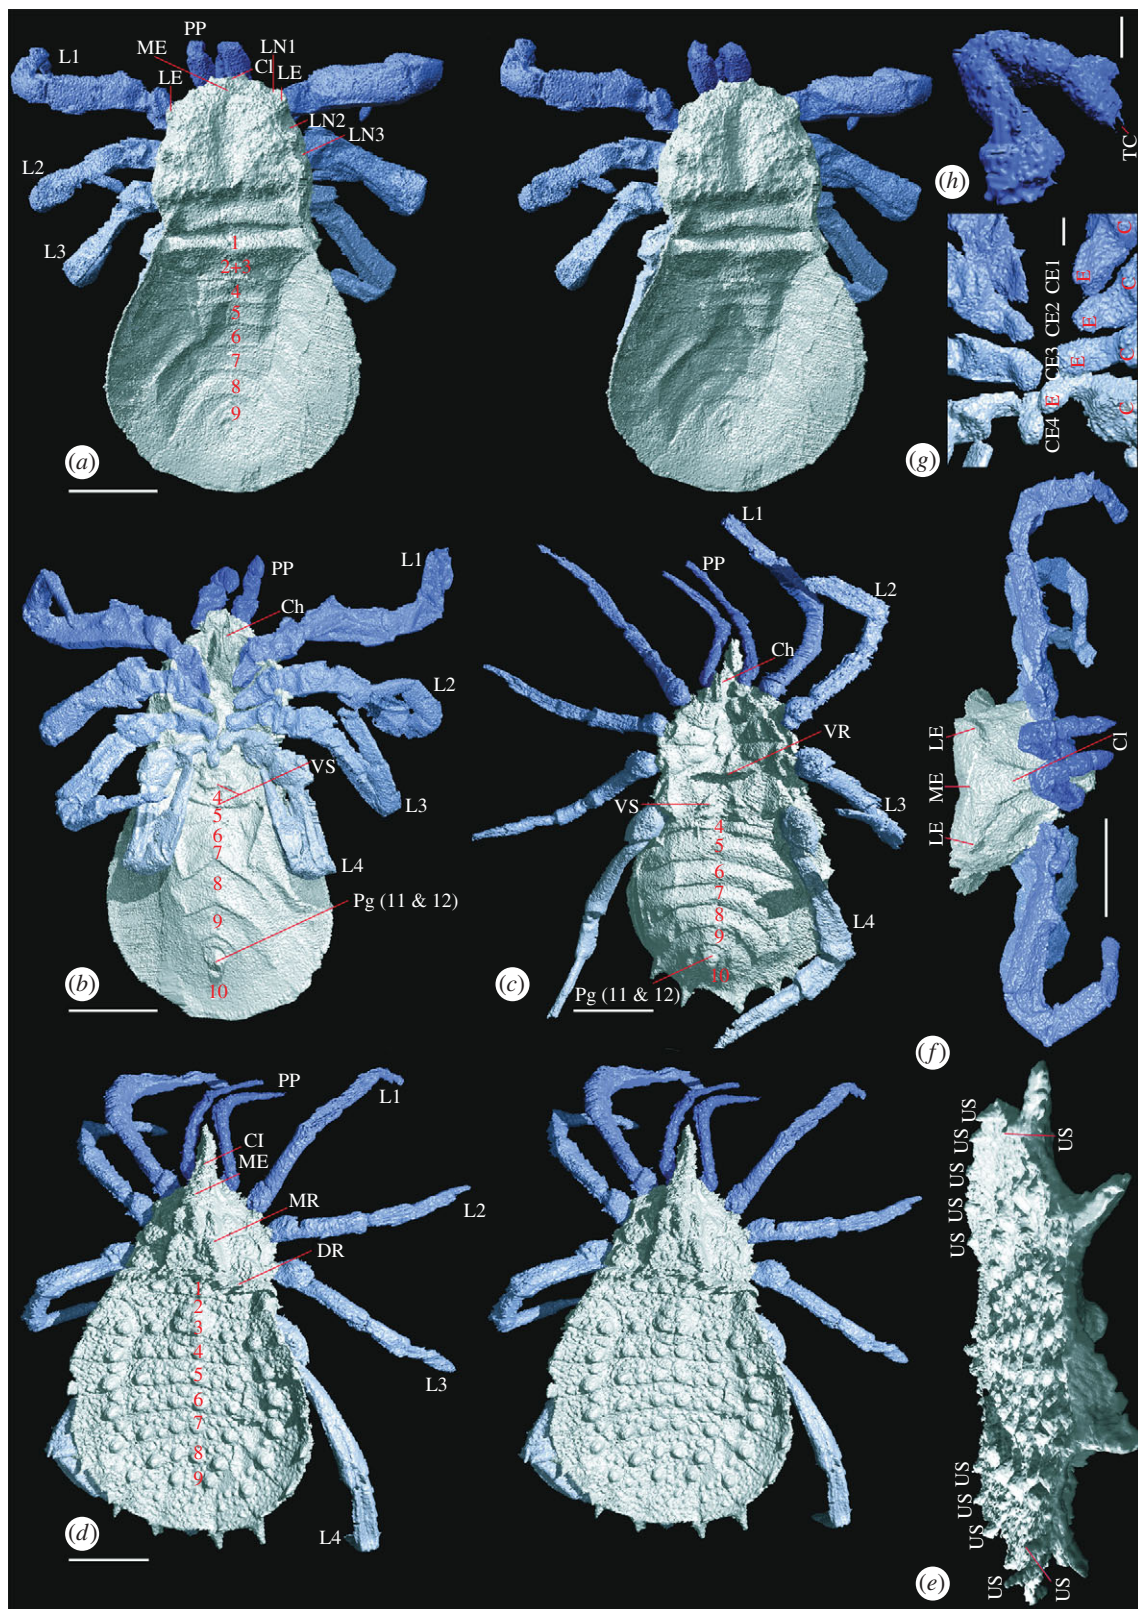 PP
ME
LN1
L1
Cl
LE
LE
LN2
LN3
L2
L3
1
2+3
4
5
6
7
8
9
(a)
TC
(h)
CE4 CE3 CE2 CE1
E
E
E
E
C
C
C
C
(g)
PP
L1
Ch
L2
VS
4
5
6
7
8
9
10
L3
L4
Pg (11 & 12)
(b)
L1
PP
L2
Ch
VR
VS
L3
4
5
6
7
8
9
10
L4
Pg (11 & 12)
(c)
LE
ME
LE
Cl
(f)
PP
L1
CI
ME
MR
L2
DR
1
2
3
4
5
6
7
8
9
L3
L4
(d)
US US US US US
US
US US US
US
US
(e)